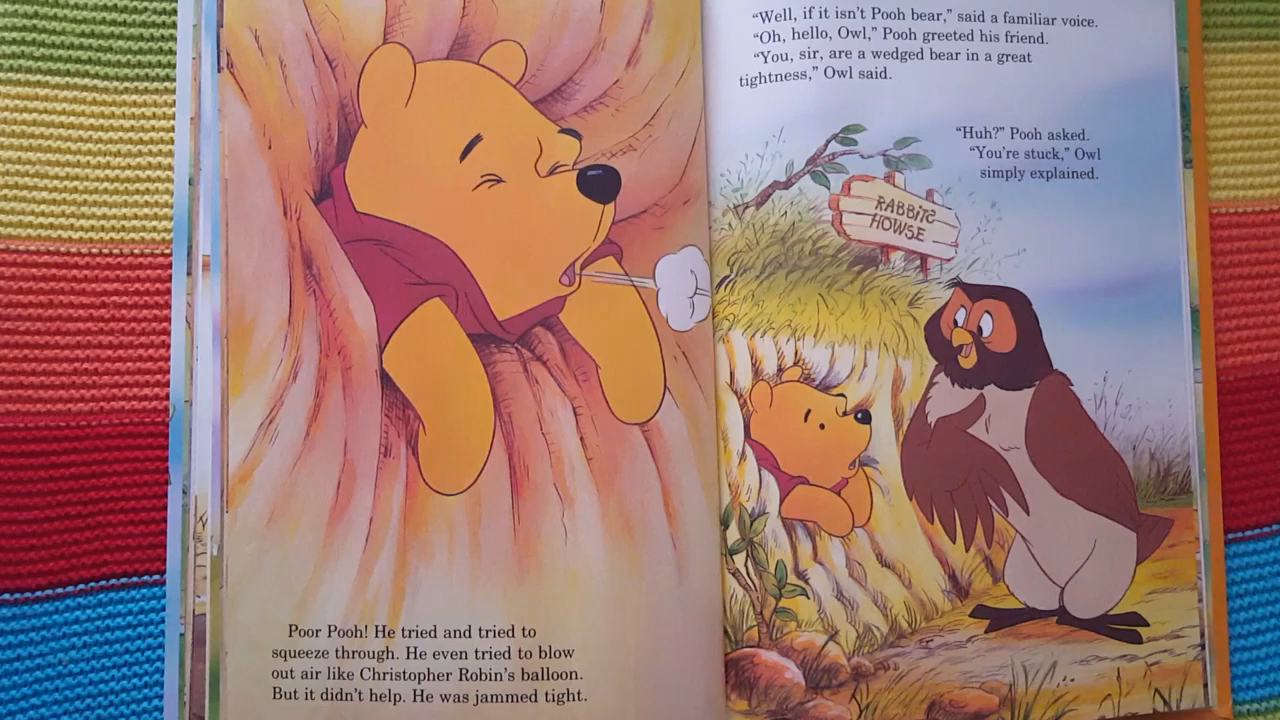 Poor Pooh! He tried and tried to
squeeze through. He even tried to blow
out air like Christopher Robin's balloon.
But it didn't help. He was jammed tight.
“Well, if it isn't Pooh bear,” said a familiar voice.
“Oh, hello, Owl,” Pooh greeted his friend.
“You, sir, are a wedged bear in a great
tightness,” Owl said.
“Huh?” Pooh asked.
“You're stuck,” Owl
simply explained.
RABBITS
HOWSE